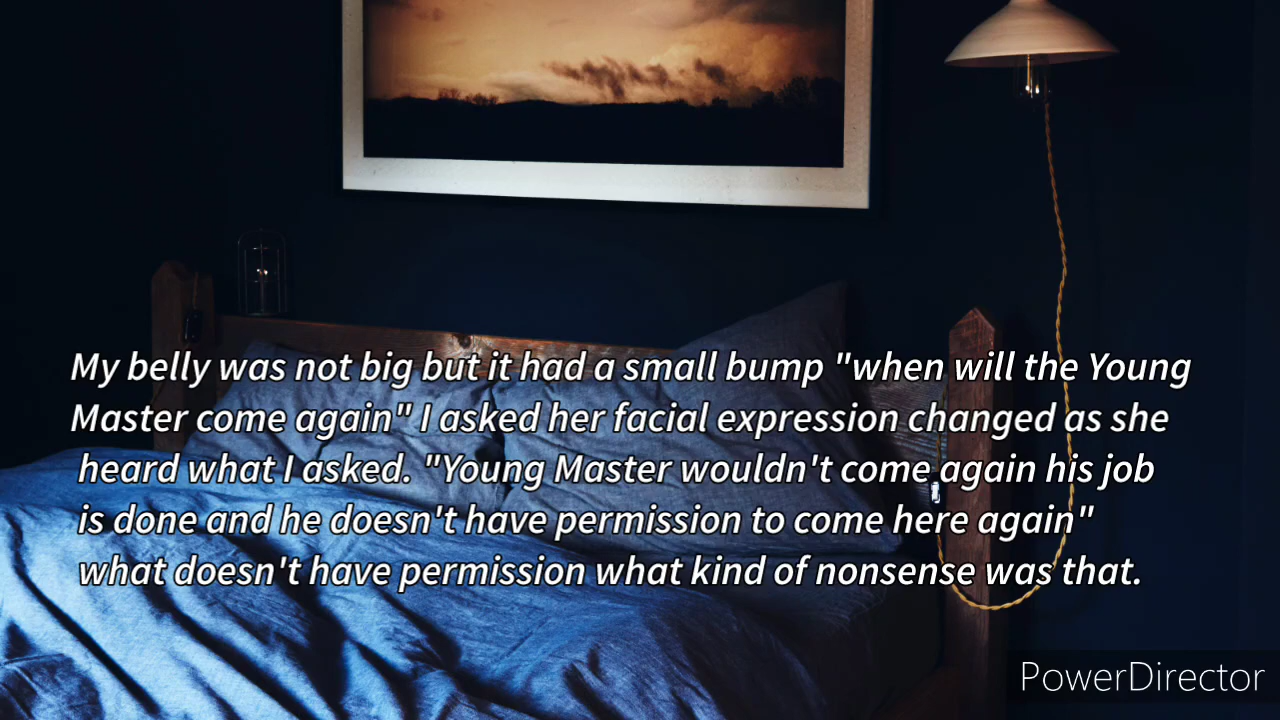 My belly was not big but it had a small bump "when will the Young
Master come again" I asked her facial expression changed as she
heard what I asked. "Young Master wouldn't come again his job
is done and he doesn't have permission to come here again"
what doesn't have permission what kind of nonsense was that.
PowerDirector